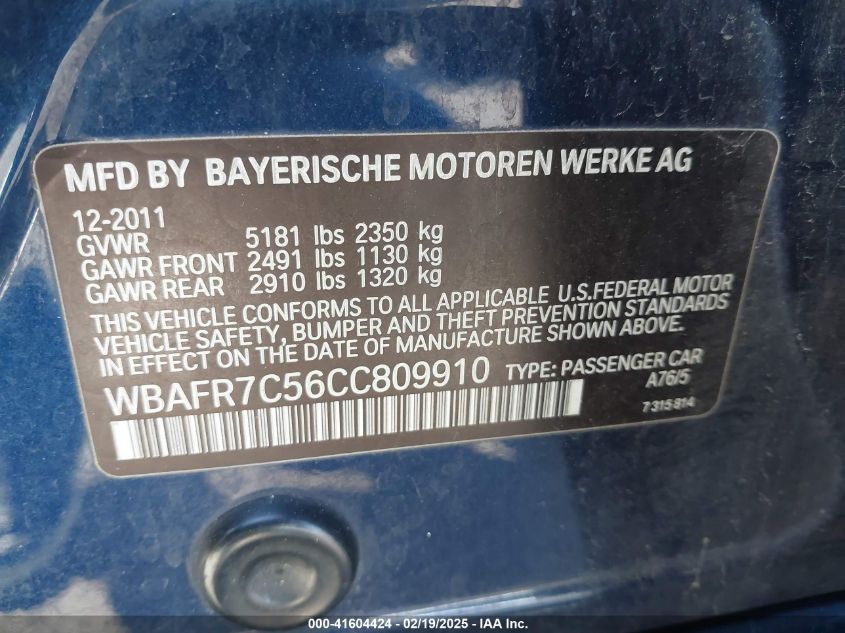 MFD BY BAYERISCHE MOTOREN WERKE AG
12-2011
GVWR 5181 lbs 2350 kg
GAWR FRONT 2491 lbs 1130 kg
GAWR REAR 2910 lbs 1320 kg
THIS VEHICLE CONFORMS TO ALL APPLICABLE U.S.FEDERAL MOTOR
VEHICLE SAFETY, BUMPER AND THEFT PREVENTION STANDARDS
IN EFFECT ON THE DATE OF MANUFACTURE SHOWN ABOVE.
WBAFR7C56CC809910 TYPE: PASSENGER CAR
A76/5
7315814
000-41604424 - 02/19/2025 - IAA Inc.